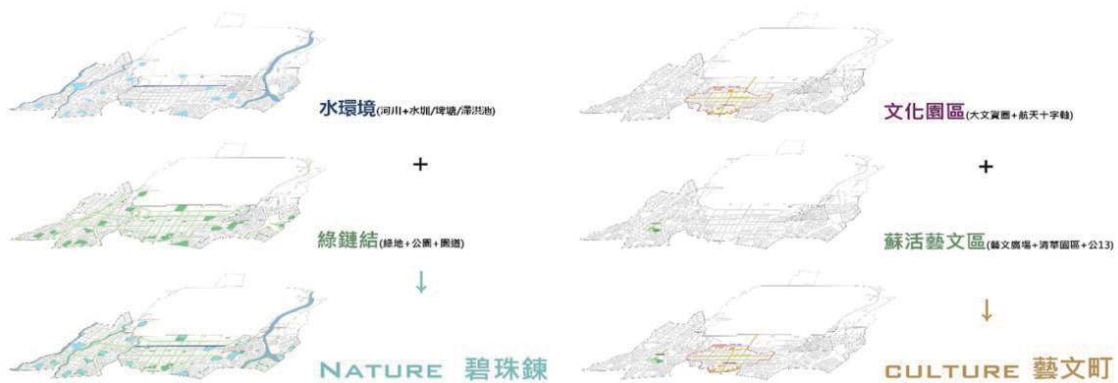 水環境(河川+水圳/埤塘/滯洪池)
+
綠鏈結(綠地+公園+園道)
↓
NATURE 碧珠鍊
文化園區(大文資園+航天十字軸)
+
蘇活藝文區(藝文廣場+清華園區+公13)
↓
CULTURE 藝文町